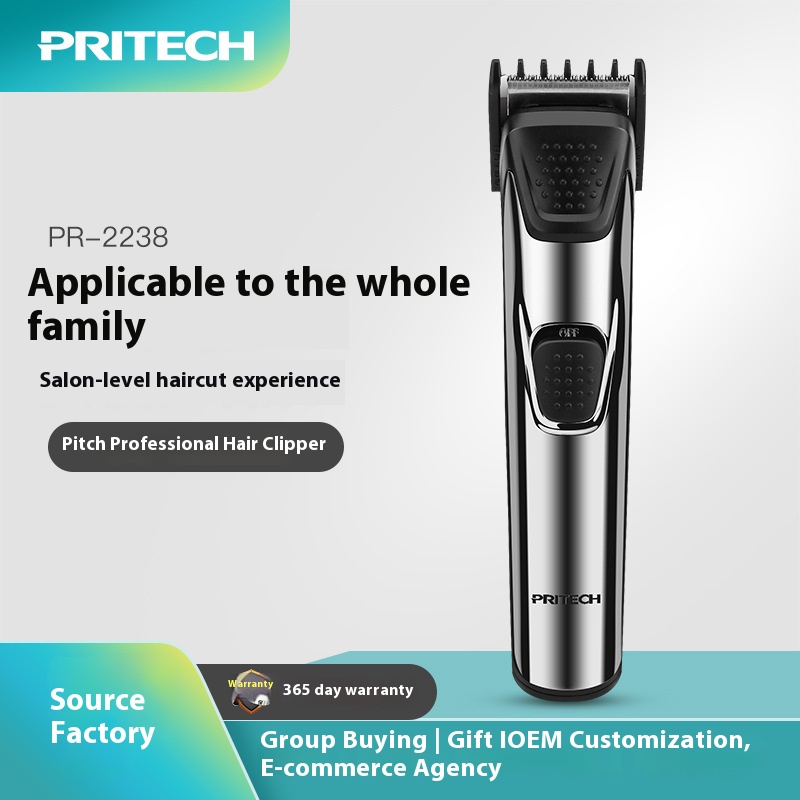 PRITECH
PR-2238
Applicable to the whole
family
Salon-level haircut experience
Pitch Professional Hair Clipper
OFF
PRITECH
Warranty
365 day warranty
Source
Factory
Group Buying | Gift IOEM Customization,
E-commerce Agency